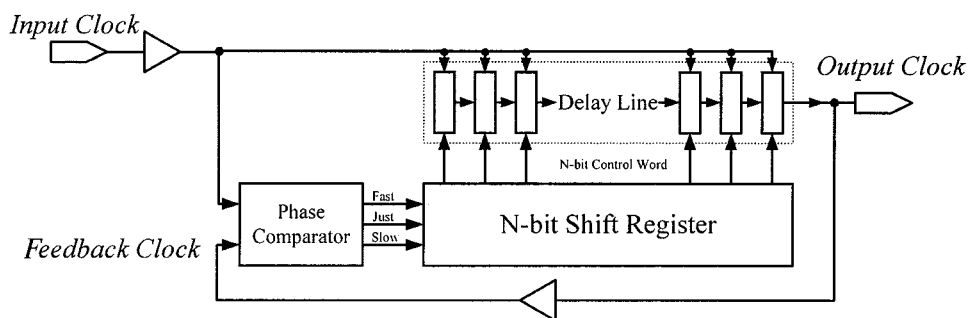 Input Clock
Output Clock
Delay Line
N-bit Control Word
Phase
Comparator
Fast
Just
Slow
N-bit Shift Register
Feedback Clock